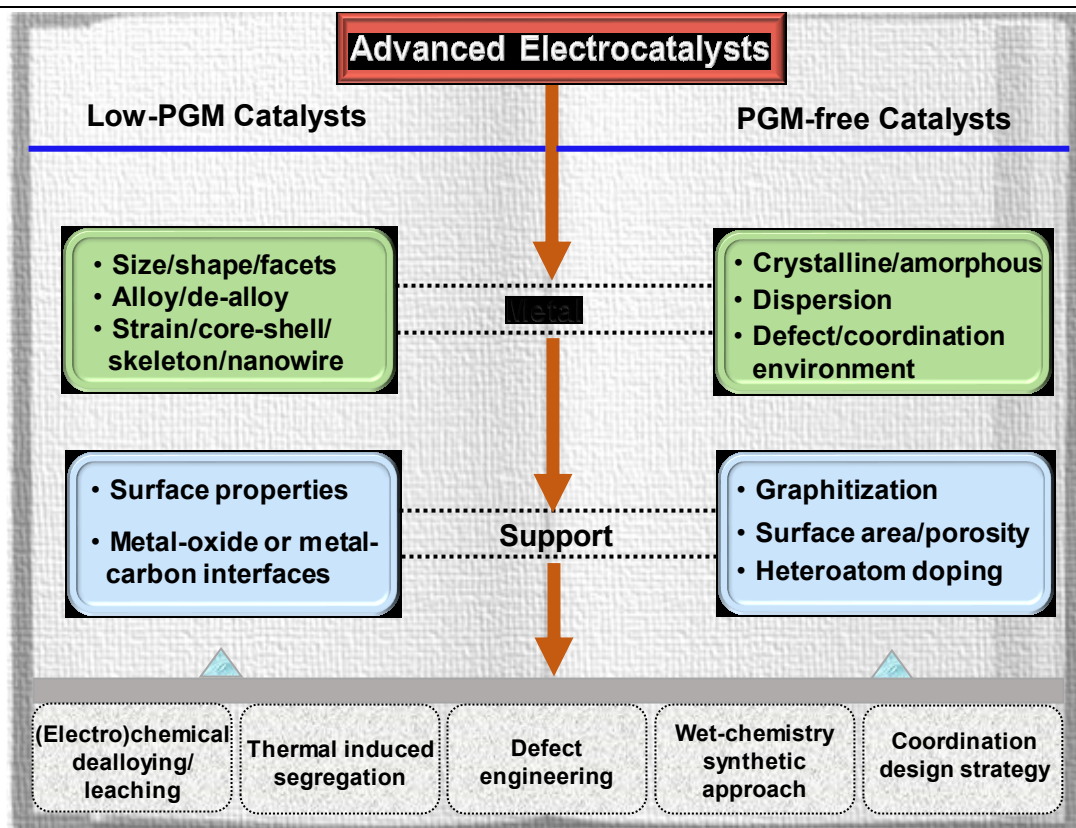 Advanced Electrocatalysts
Low-PGM Catalysts
PGM-free Catalysts
• Size/shape/facets
• Alloy/de-alloy
• Strain/core-shell/
skeleton/nanowire
Metal
• Crystalline/amorphous
• Dispersion
• Defect/coordination
environment
• Surface properties
• Metal-oxide or metal-
carbon interfaces
Support
• Graphitization
• Surface area/porosity
• Heteroatom doping
(Electro)chemical
dealloying/
leaching
Thermal induced
segregation
Defect
engineering
Wet-chemistry
synthetic
approach
Coordination
design strategy